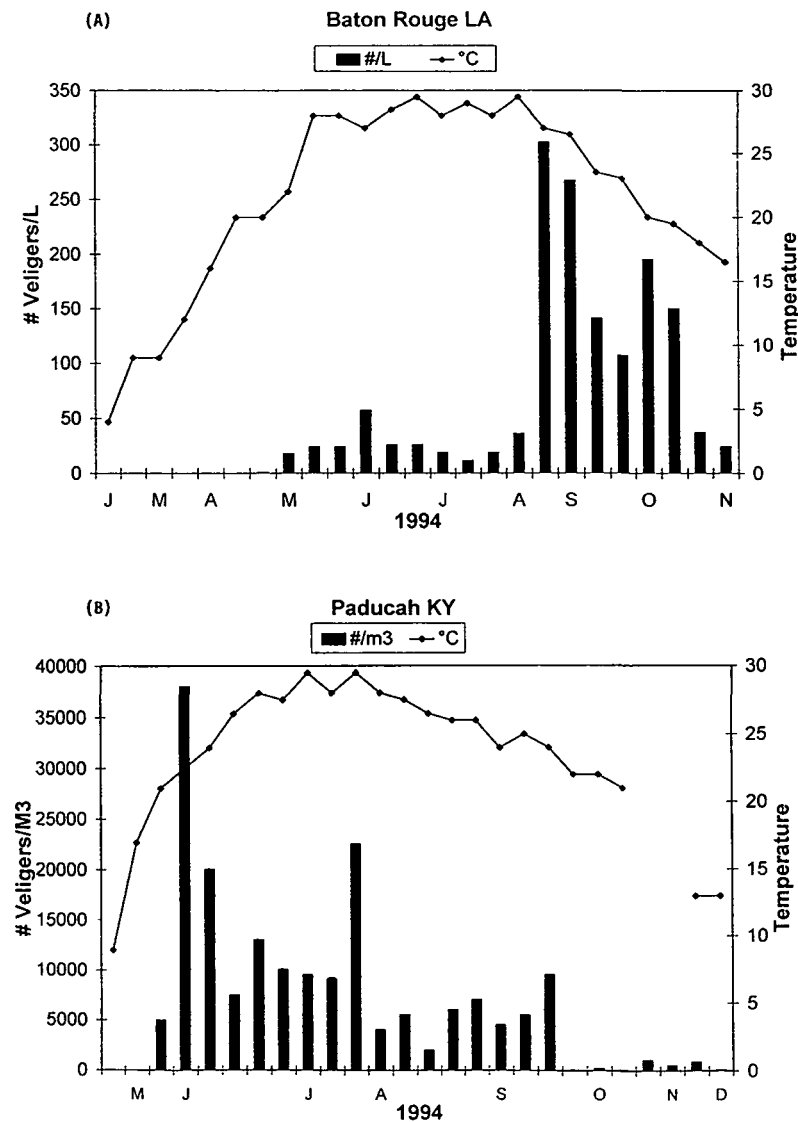 (A)
Baton Rouge LA
#/L °C
350 30
300 25
250 20
200 15
150 10
100 5
50 0
0
# Veligers/L
Temperature
J M A M J J A S O N
1994
(B)
Paducah KY
#/m3 °C
40000 30
35000 25
30000 20
25000 15
20000 10
15000 5
10000 0
5000
0
# Veligers/M3
Temperature
M J J A S O N D
1994